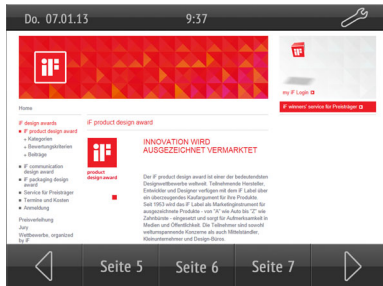 Do. 07.01.13
9:37
iF
my iF Login
iF winners' service for Preisträger
Home
iF design awards
iF product design award
» Kategorien
» Bewertungskriterien
» Beiträge
iF communication
design award
iF packaging design
award
Service für Preisträger
Termine und Kosten
Anmeldung
Preisverleihung
Jury
Wettbewerbe, organized
by iF
iF product design award
iF
product
design award
INNOVATION WIRD
AUSGEZEICHNET VERMARKTET
Der iF product design award ist einer der bedeutendsten
Designwettbewerbe weltweit. Teilnehmende Hersteller,
Entwickler und Designer verfügen mit dem iF Label über
ein überzeugendes Kaufargument für ihre Produkte.
Seit 1953 wird das iF Label als Marketinginstrument für
ausgezeichnete Produkte - von "A" wie Auto bis "Z" wie
Zahnbürste - eingesetzt und sorgt für Aufmerksamkeit in
Medien und Öffentlichkeit. Die Teilnehmer sind sowohl
weltumspannende Konzerne als auch Mittelständler,
Kleinunternehmer und Design-Büros.
Seite 5
Seite 6
Seite 7